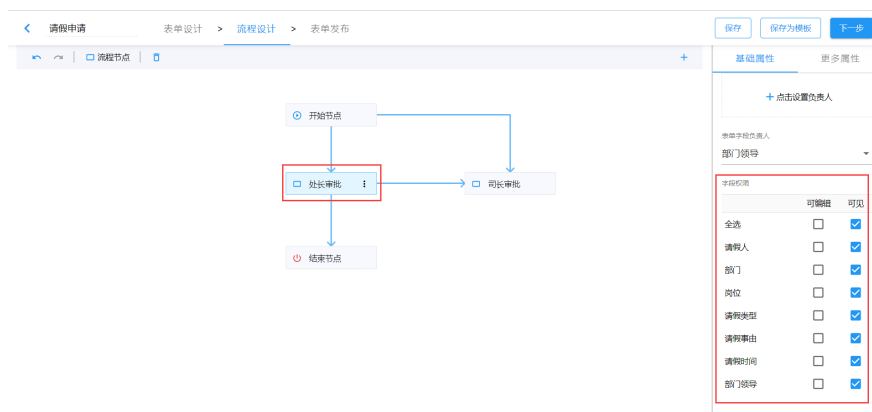 请假申请 表单设计 > 流程设计 > 表单发布 保存 保存为模板 下一步
流程节点 + 基础属性 更多属性
+ 点击设置负责人
开始节点
表单字段负责人
部门领导
处长审批 司长审批
字段权限
可编辑 可见
全选
请假人
结束节点
部门
岗位
请假类型
请假事由
请假时间
部门领导